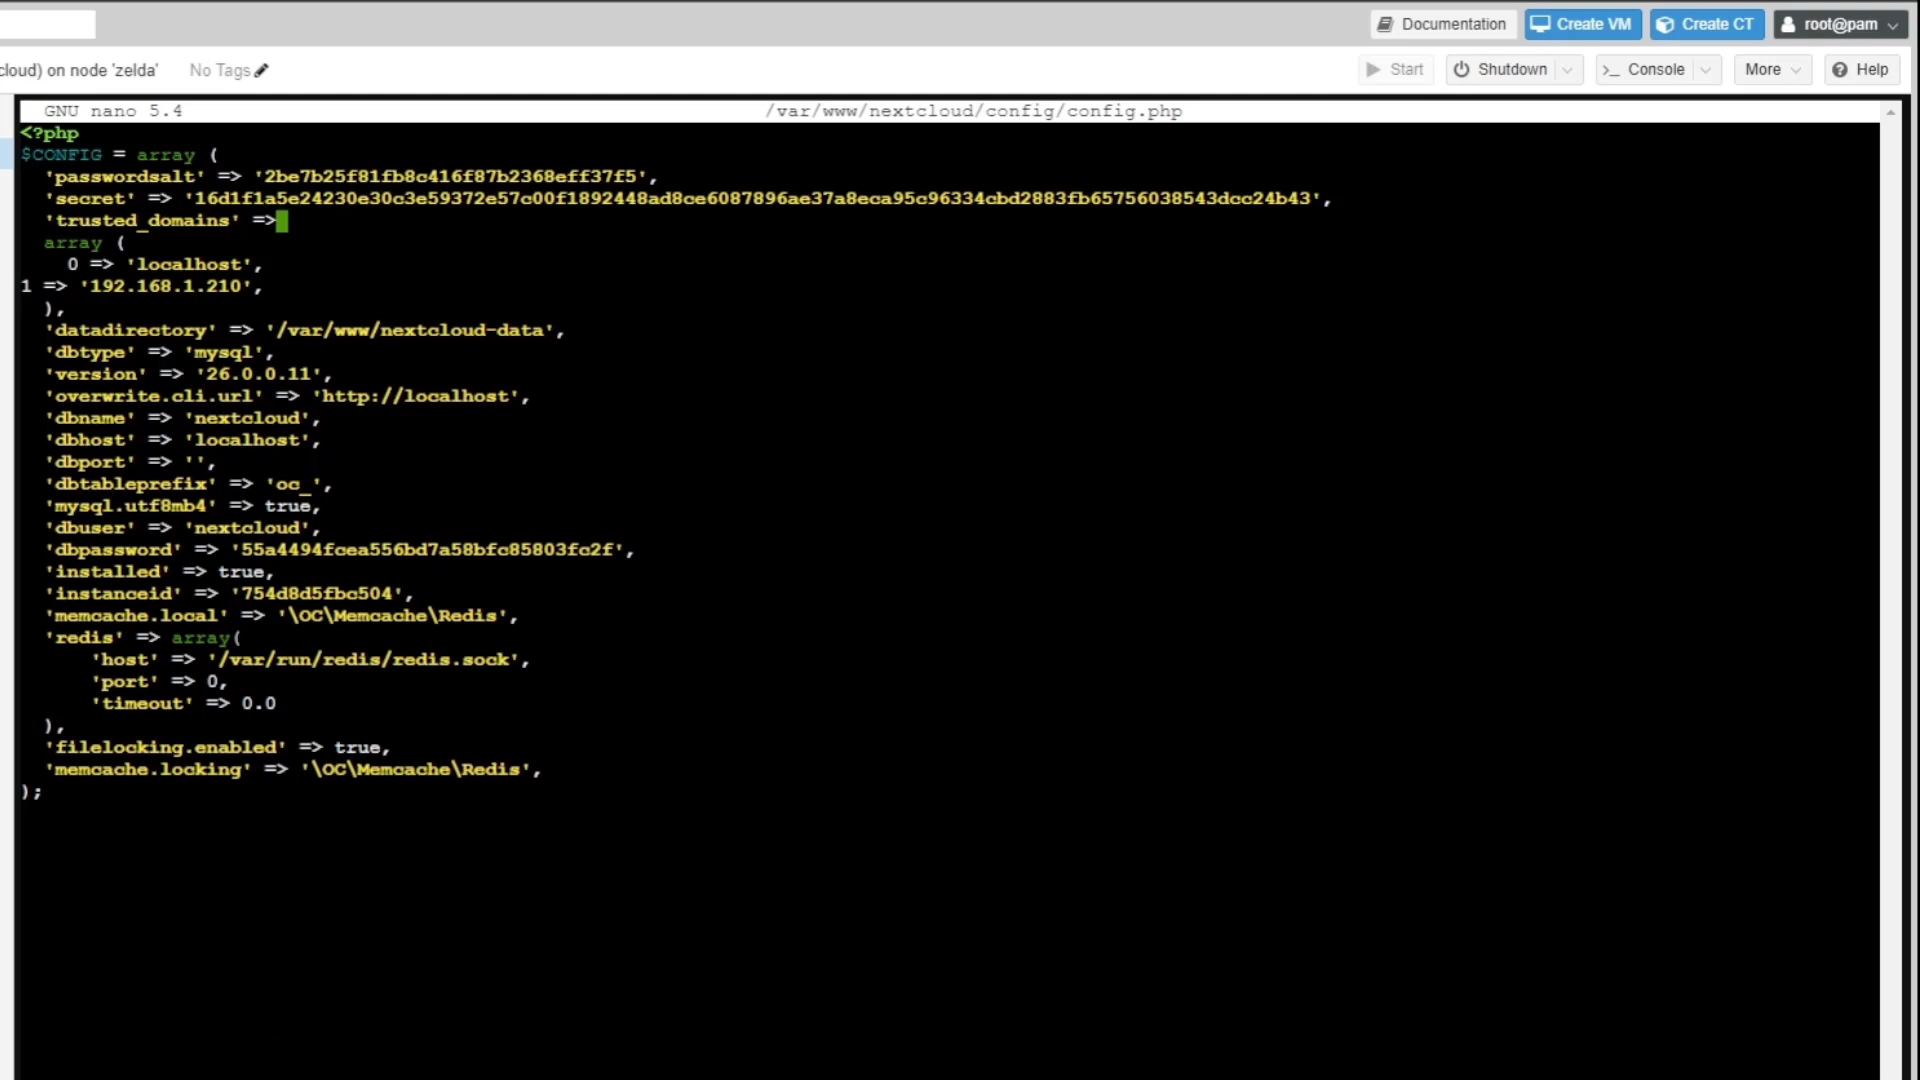 Documentation
Create VM
Create CT
root@pam
cloud) on node 'zelda'
No Tags
Start
Shutdown
Console
More
Help
GNU nano 5.4
/var/www/nextcloud/config/config.php
<?php
$CONFIG = array (
'passwordsalt' => '2be7b25f81fb8c416f87b2368eff37f5',
'secret' => '16d1f1a5e24230e30c3e59372e57c00f1892448ad8ce6087896ae37a8eca95c96334cbd2883fb65756038543dcc24b43',
'trusted_domains' =>
array (
0 => 'localhost',
1 => '192.168.1.210',
),
'datadirectory' => '/var/www/nextcloud-data',
'dbtype' => 'mysql',
'version' => '26.0.0.11',
'overwrite.cli.url' => 'http://localhost',
'dbname' => 'nextcloud',
'dbhost' => 'localhost',
'dbport' => '',
'dbtableprefix' => 'oc_',
'mysql.utf8mb4' => true,
'dbuser' => 'nextcloud',
'dbpassword' => '55a4494fcea556bd7a58bfc85803fc2f',
'installed' => true,
'instanceid' => '754d8d5fbc504',
'memcache.local' => '\OC\Memcache\Redis',
'redis' => array(
'host' => '/var/run/redis/redis.sock',
'port' => 0,
'timeout' => 0.0
),
'filelocking.enabled' => true,
'memcache.locking' => '\OC\Memcache\Redis',
);